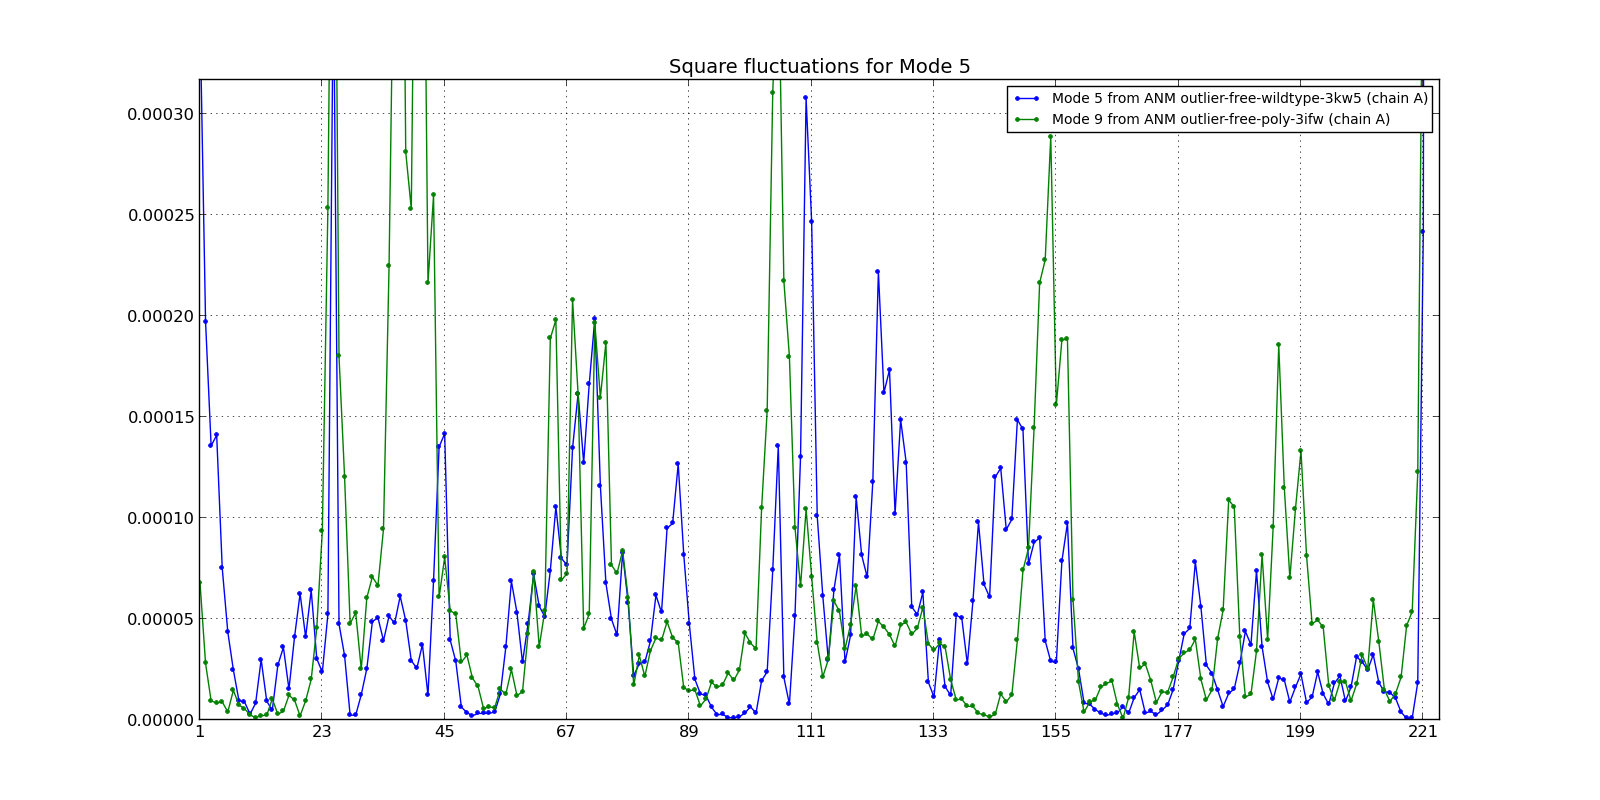 Square fluctuations for Mode 5
Mode 5 from ANM outlier-free-wildtype-3kw5 (chain A)
Mode 9 from ANM outlier-free-poly-3ifw (chain A)
0.00030
0.00025
0.00020
0.00015
0.00010
0.00005
0.00000
1 23 45 67 89 111 133 155 177 199 221